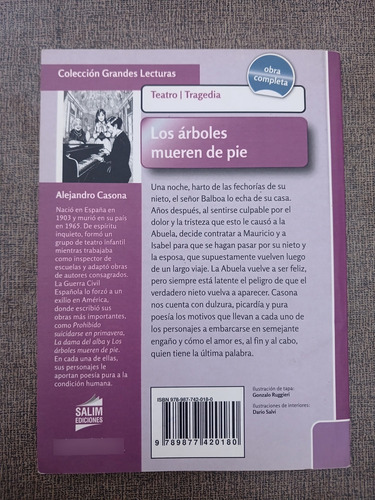 Colección Grandes Lecturas
obra
completa
Teatro | Tragedia
Los árboles
mueren de pie
Alejandro Casona
Nació en España en
1903 y murió en su país
en 1965. De espíritu
inquieto, formó un
grupo de teatro infantil
mientras trabajaba
como inspector de
escuelas y adaptó obras
de autores consagrados.
La Guerra Civil
Española lo forzó a un
exilio en América,
donde escribió sus
obras más importantes,
como Prohibido
suicidarse en primavera,
La dama del alba y Los
árboles mueren de pie.
En cada una de ellas,
sus personajes le
aportan poesía pura a la
condición humana.
SALIM
EDICIONES
Una noche, harto de las fechorías de su
nieto, el señor Balboa lo echa de su casa.
Años después, al sentirse culpable por el
dolor y la tristeza que esto le causó a la
Abuela, decide contratar a Mauricio y a
Isabel para que se hagan pasar por su nieto y
la esposa, que supuestamente vuelven luego
de un largo viaje. La Abuela vuelve a ser feliz,
pero siempre está latente el peligro de que el
verdadero nieto vuelva a aparecer. Casona
nos cuenta con dulzura, picardía y pura
poesía los motivos que llevan a cada uno de
los personajes a embarcarse en semejante
engaño y cómo el amor es, al fin y al cabo,
quien tiene la última palabra.
Ilustración de tapa:
Gonzalo Ruggieri
Ilustraciones de interiores:
Darío Salvi
ISBN 978-987-742-018-0
9 789877 420180